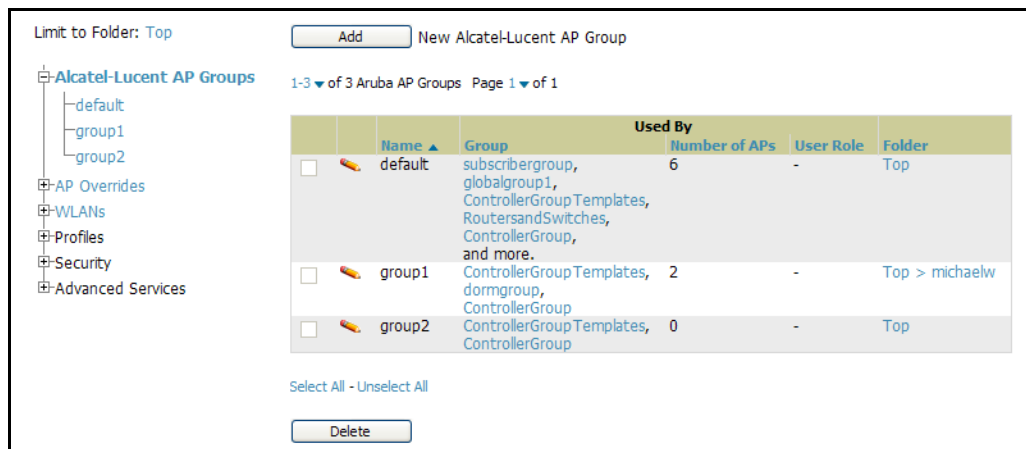 Limit to Folder: Top
Alcatel-Lucent AP Groups
default
group1
group2
AP Overrides
WLANs
Profiles
Security
Advanced Services
Add New Alcatel-Lucent AP Group
1-3 of 3 Aruba AP Groups Page 1 of 1
Used By
Name Group Number of APs User Role Folder
default subscribergroup, 6 - Top
globalgroup1,
ControllerGroupTemplates,
RoutersandSwitches,
ControllerGroup,
and more.
group1 ControllerGroupTemplates, 2 - Top > michaelw
dormgroup,
ControllerGroup
group2 ControllerGroupTemplates, 0 - Top
ControllerGroup
Select All - Unselect All
Delete